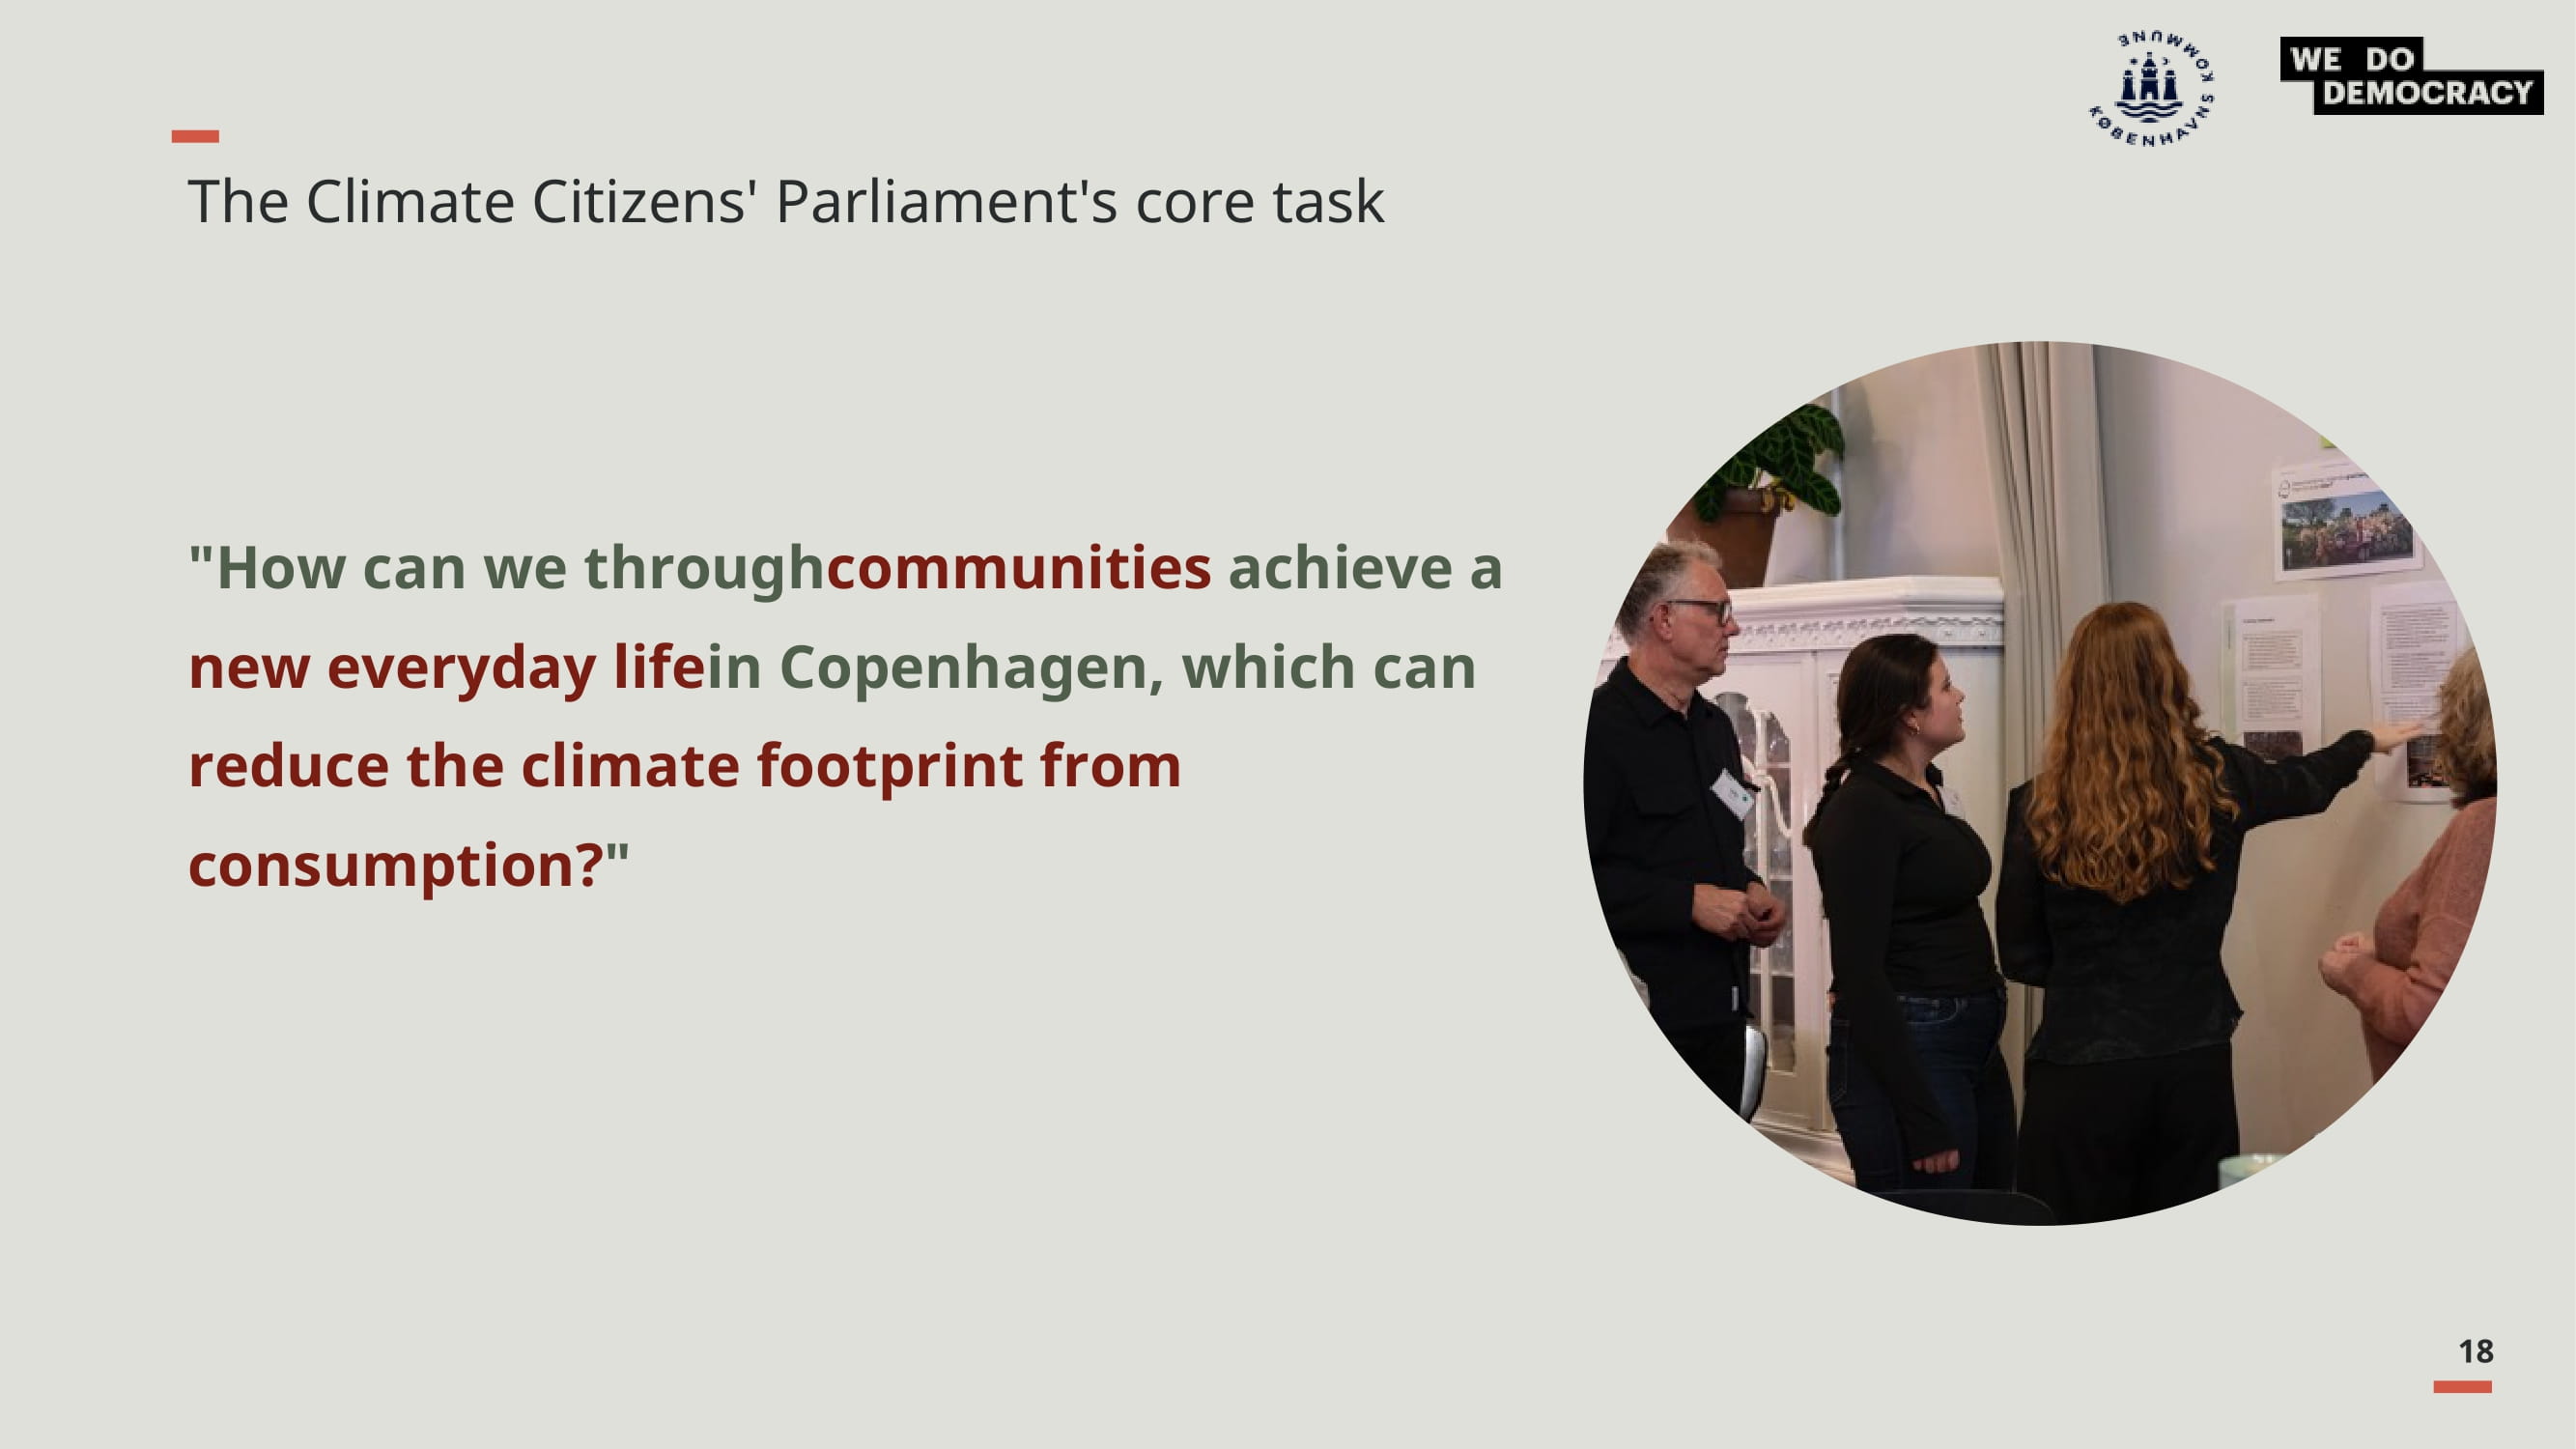 KØBENHAVNS KOMMUNE
WE DO
DEMOCRACY
The Climate Citizens' Parliament's core task
"How can we throughcommunities achieve a
new everyday lifein Copenhagen, which can
reduce the climate footprint from
consumption?"
18